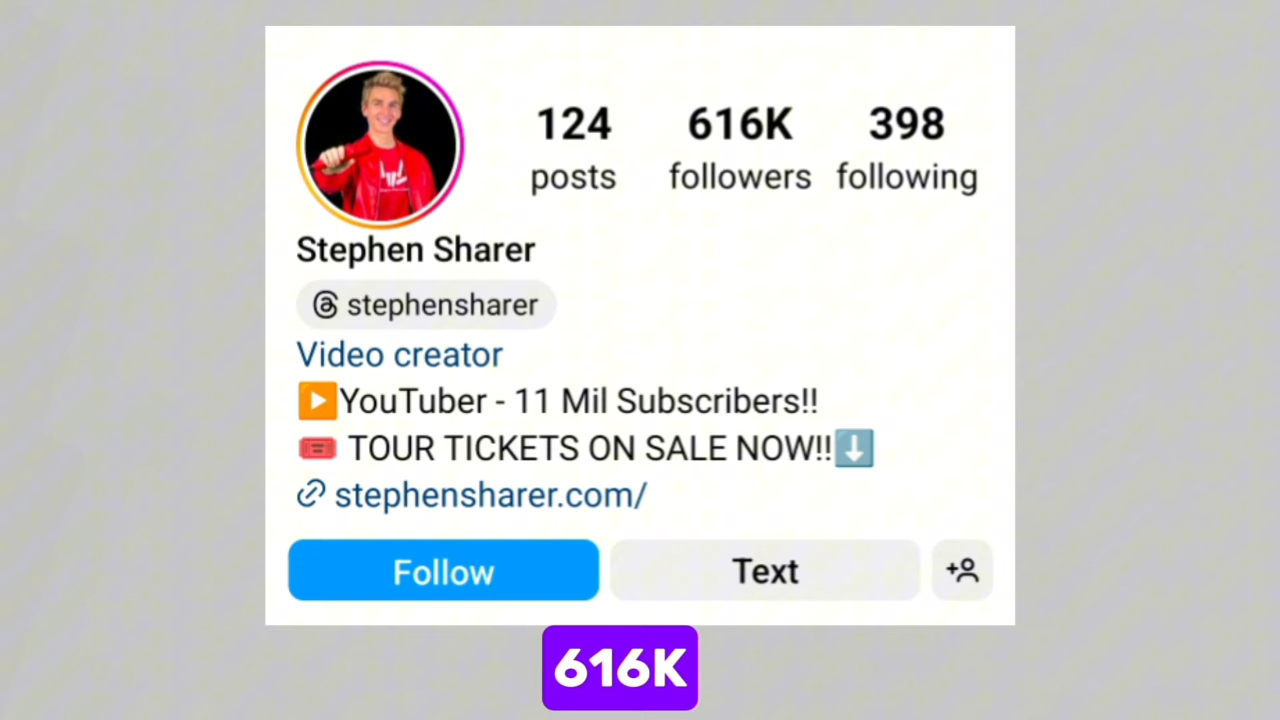 124 616K 398
posts followers following
Stephen Sharer
stephensharer
Video creator
▶️YouTuber - 11 Mil Subscribers!!
🎟️ TOUR TICKETS ON SALE NOW!!⬇️
stephensharer.com/
Follow Text
616K